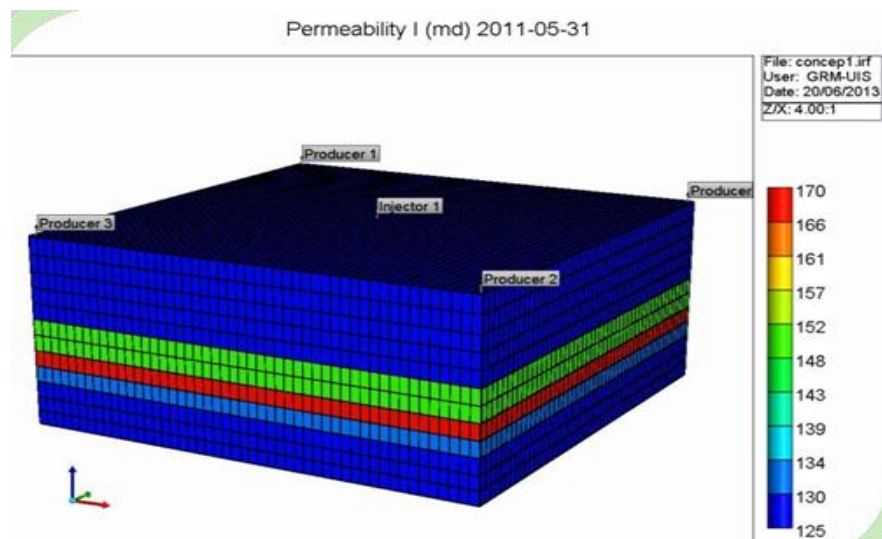 Permeability I (md) 2011-05-31
File: concep1.irf
User: GRM-UIS
Date: 20/06/2013
Z/X: 4.00:1
Producer 1
Producer
Injector 1
Producer 3
Producer 2
170
166
161
157
152
148
143
139
134
130
125